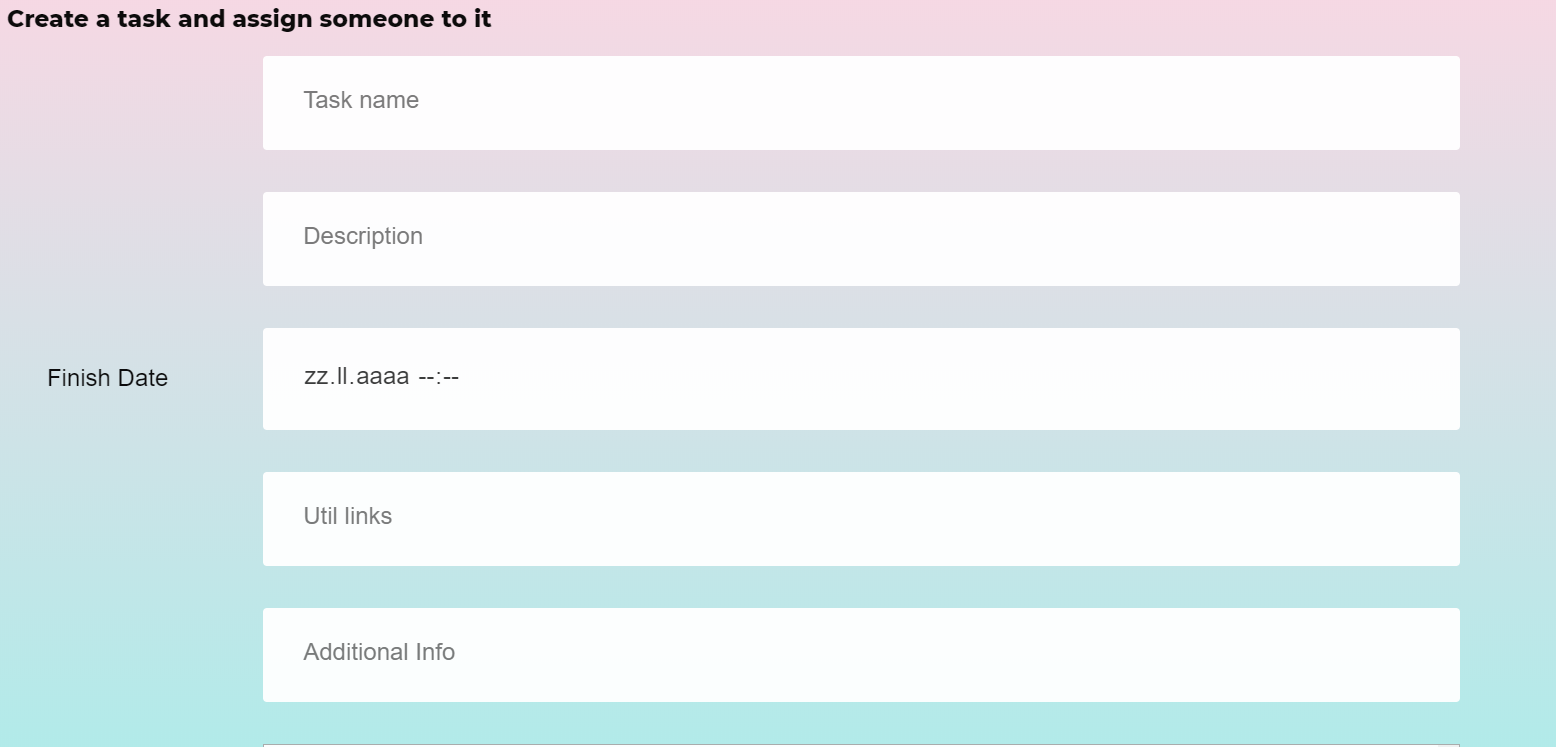 Create a task and assign someone to it
Task name
Description
Finish Date zz.ll.aaaa --:--
Util links
Additional Info